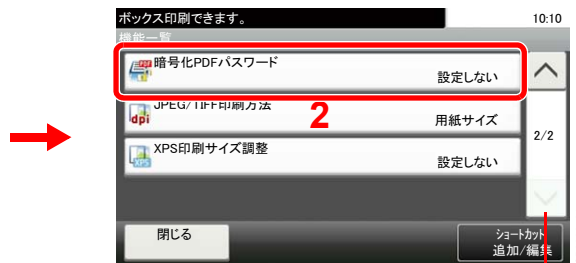 ボックス印刷できます。
10:10
機能一覧
暗号化PDFパスワード
設定しない
JPEG/TIFF印刷方法
用紙サイズ
2
2/2
XPS印刷サイズ調整
設定しない
閉じる
ショートカット
追加/編集